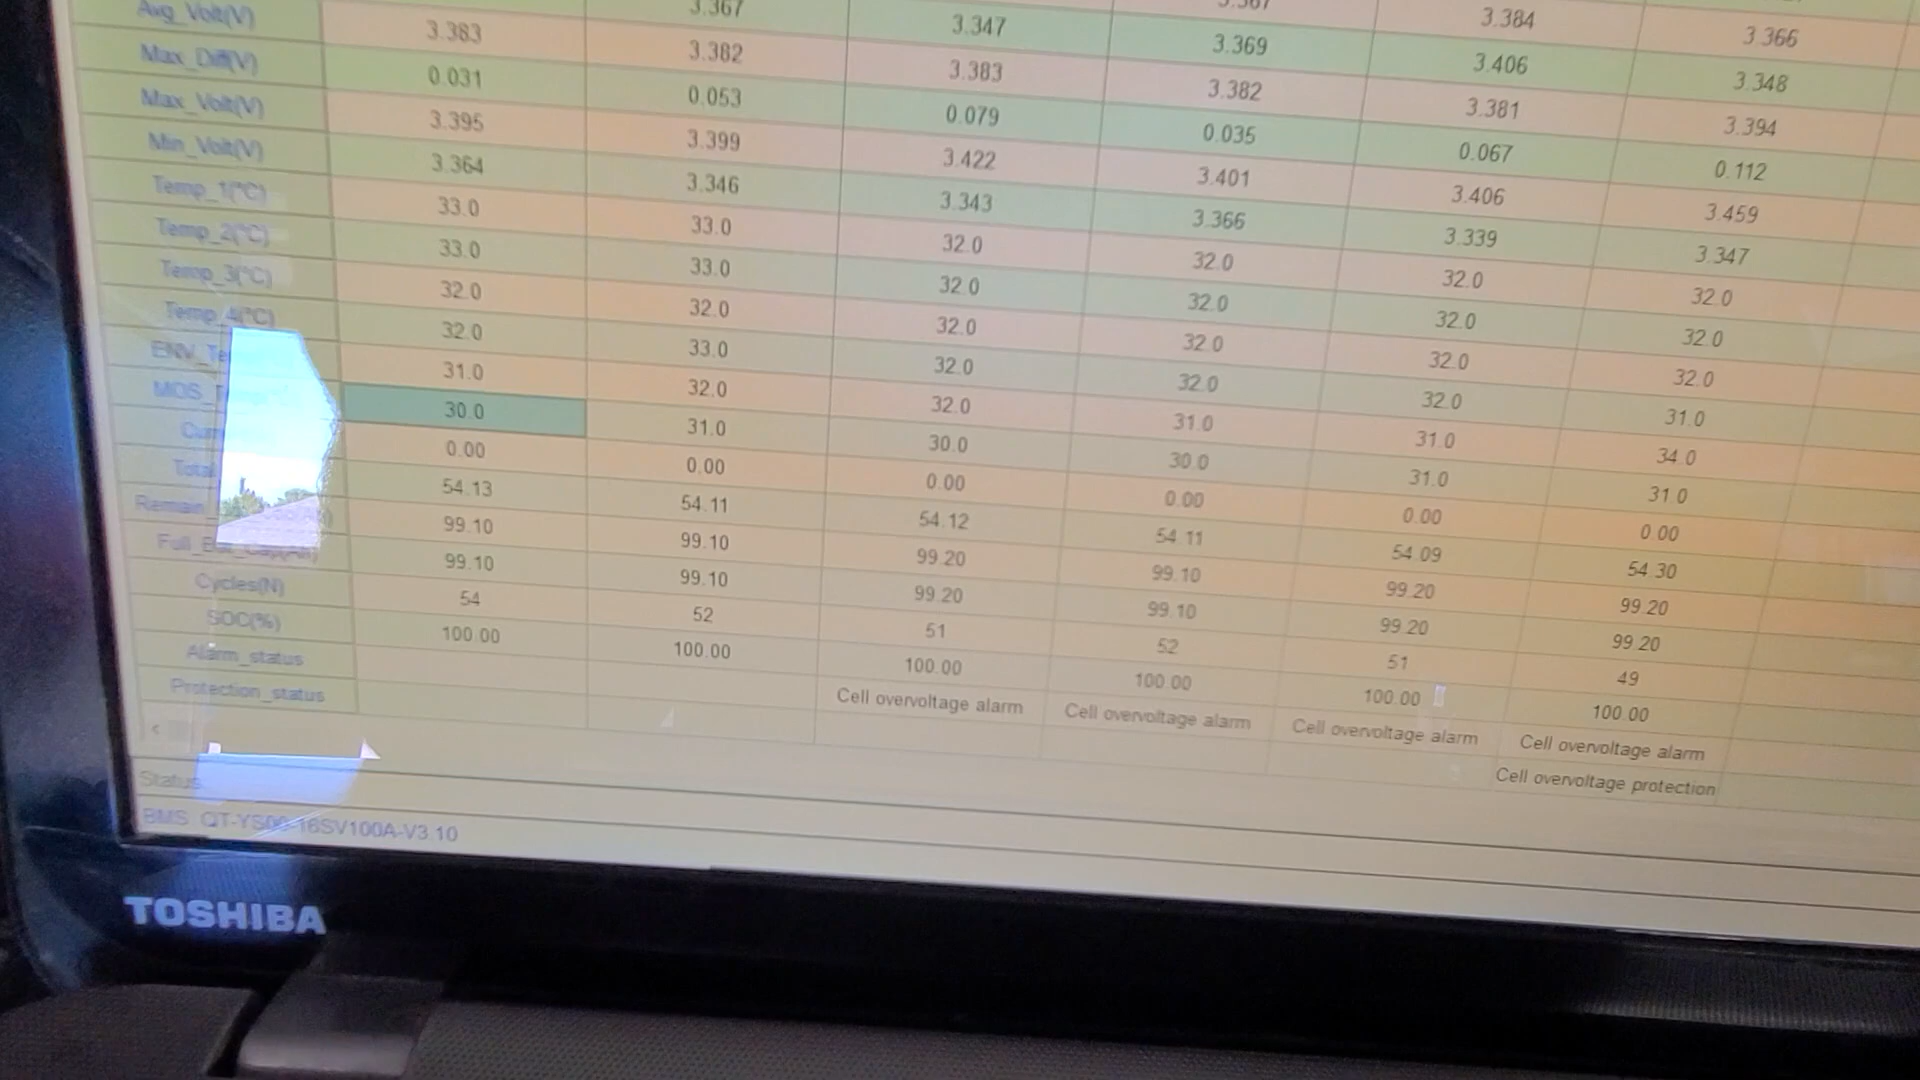 3.384 3.366
3.367 3.347 3.369 3.406 3.348
Avg_Volt(V) 3.383 3.382 3.383 3.382 3.381 3.394
Max_Diff(V) 0.031 0.053 0.079 0.035 0.067 0.112
Max_Volt(V) 3.395 3.399 3.422 3.401 3.406 3.459
Min_Volt(V) 3.364 3.346 3.343 3.366 3.339 3.347
Temp_1(°C) 33.0 33.0 32.0 32.0 32.0 32.0
Temp_2(°C) 33.0 33.0 32.0 32.0 32.0 32.0
Temp_3(°C) 32.0 32.0 32.0 32.0 32.0 32.0
Temp_4(°C) 32.0 33.0 32.0 32.0 32.0 31.0
ENV_Te 31.0 32.0 32.0 31.0 31.0 34.0
MOS_T 30.0 31.0 30.0 30.0 31.0 31.0
Curr 0.00 0.00 0.00 0.00 0.00 0.00
Total 54.13 54.11 54.12 54.11 54.09 54.30
Remain 99.10 99.10 99.20 99.10 99.20 99.20
99.10 99.10 99.20 99.10 99.20 99.20
Cycles(N) 54 52 51 52 51 49
SOC(%) 100.00 100.00 100.00 100.00 100.00 100.00
Alarm_status Cell overvoltage alarm Cell overvoltage alarm Cell overvoltage alarm Cell overvoltage alarm
Protection_status Cell overvoltage protection
Status
BMS QT-YS00-16SV100A-V3.10
TOSHIBA